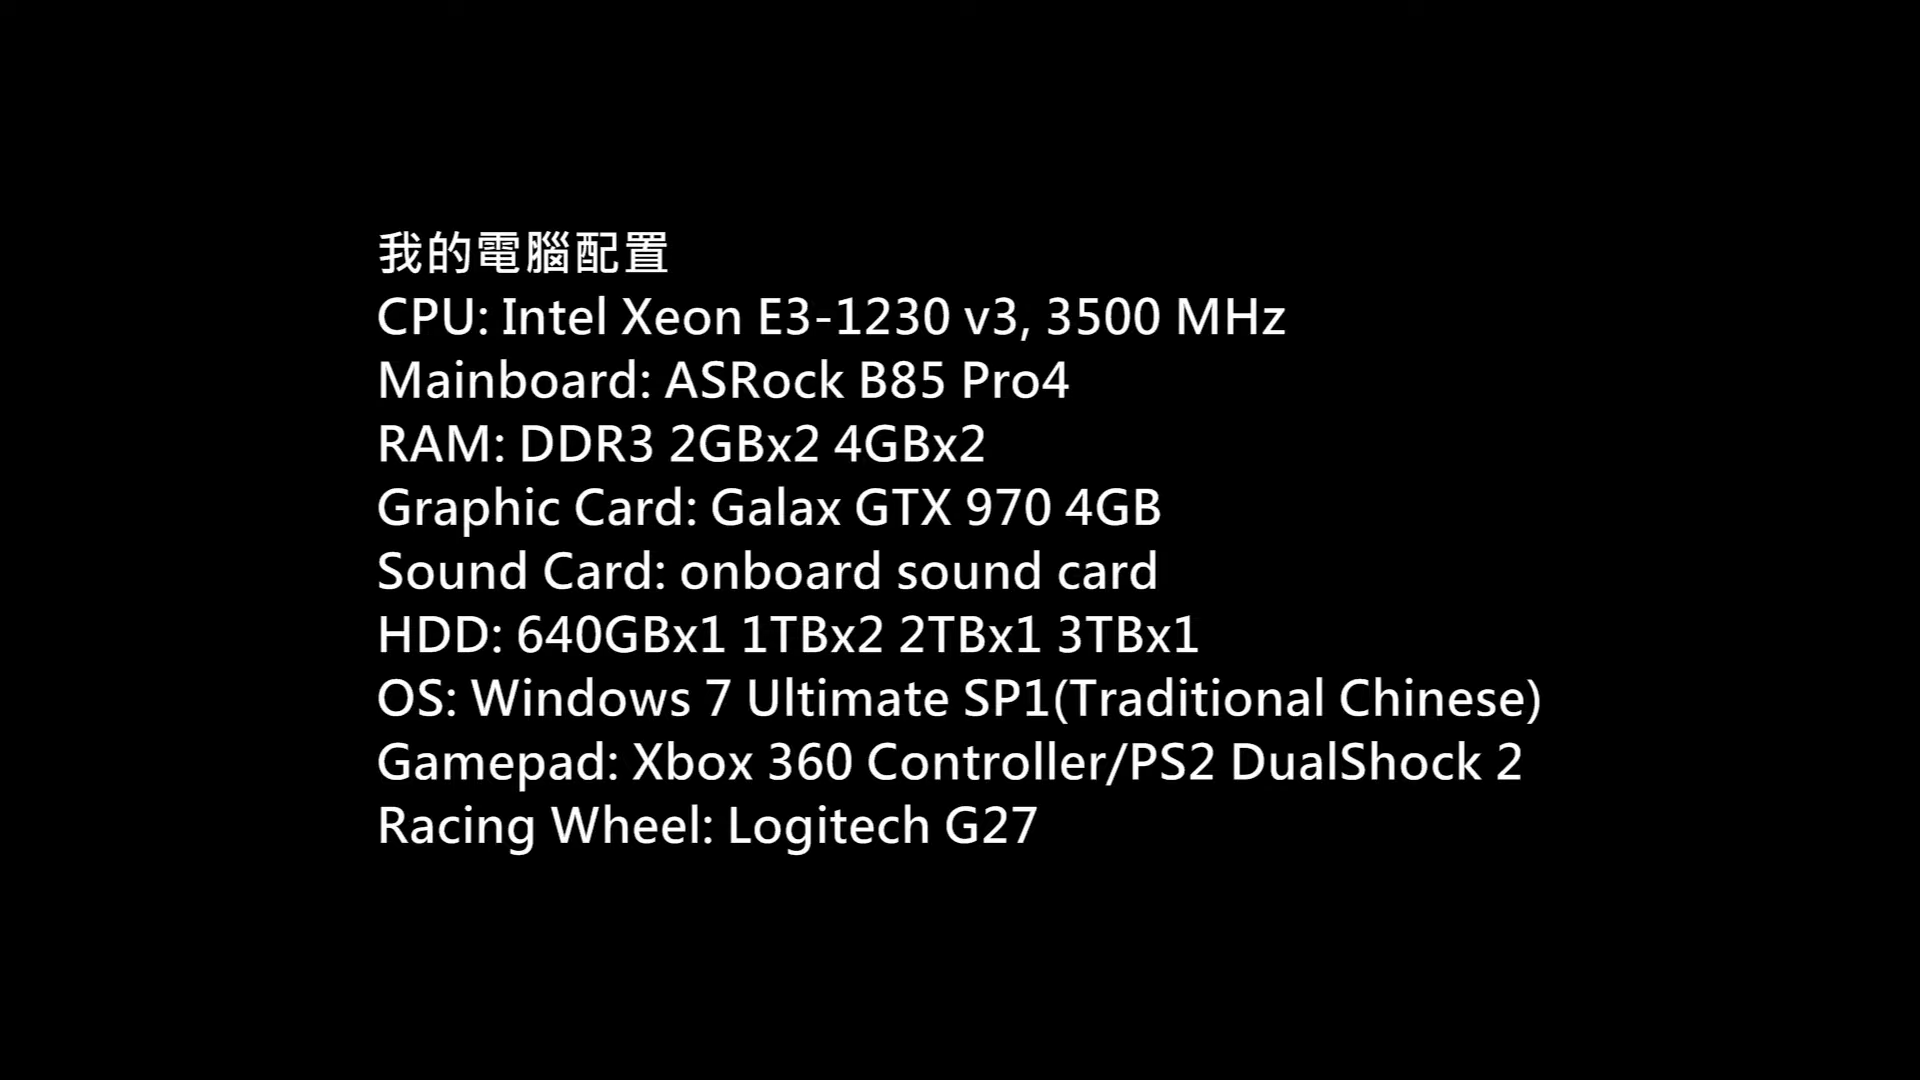 我的電腦配置
CPU: Intel Xeon E3-1230 v3, 3500 MHz
Mainboard: ASRock B85 Pro4
RAM: DDR3 2GBx2 4GBx2
Graphic Card: Galax GTX 970 4GB
Sound Card: onboard sound card
HDD: 640GBx1 1TBx2 2TBx1 3TBx1
OS: Windows 7 Ultimate SP1(Traditional Chinese)
Gamepad: Xbox 360 Controller/PS2 DualShock 2
Racing Wheel: Logitech G27